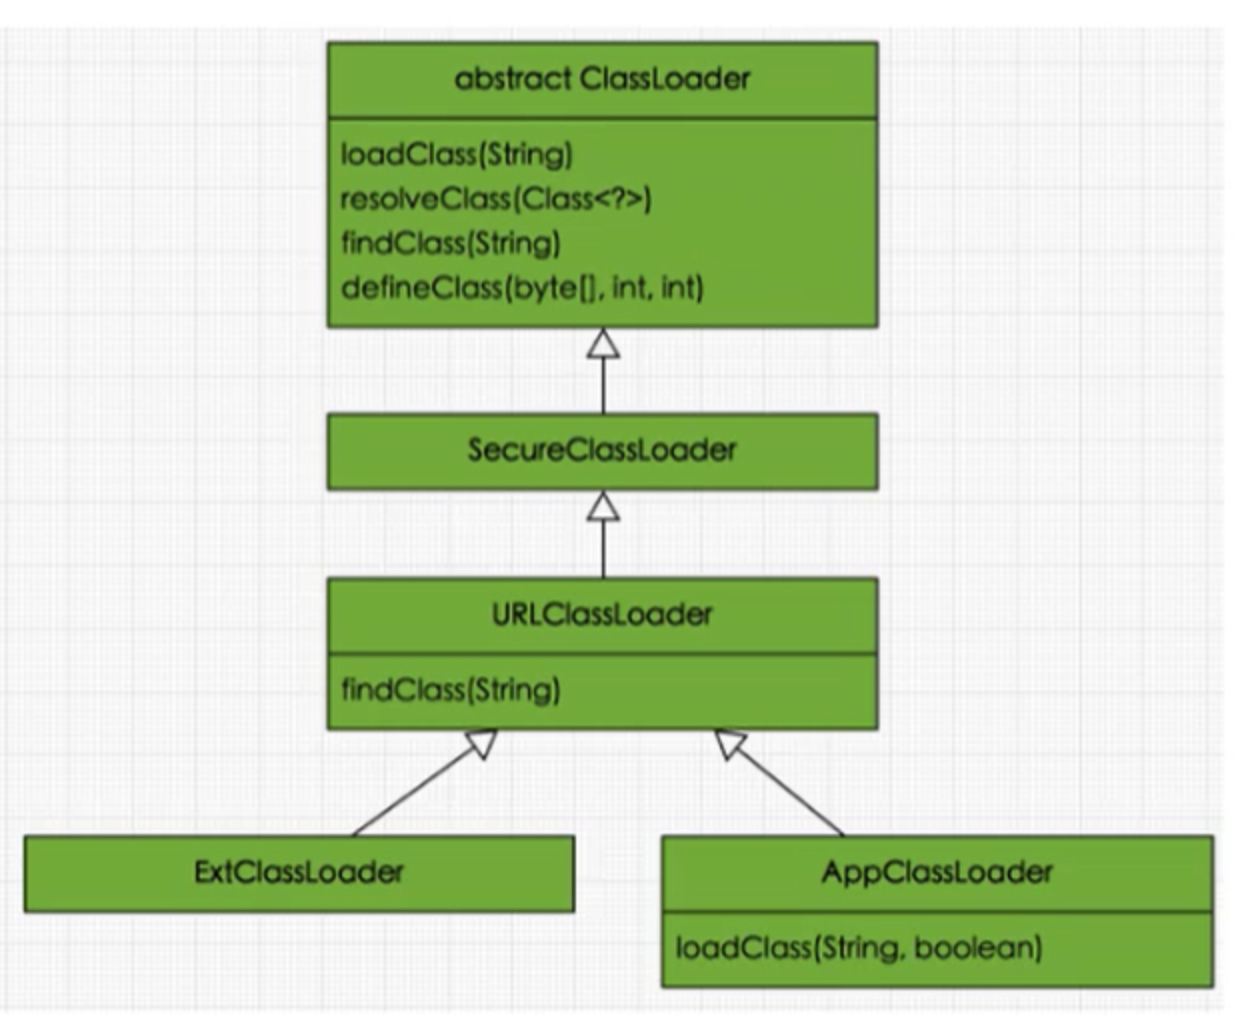 abstract ClassLoader
loadClass(String)
resolveClass(Class<?>)
findClass(String)
defineClass(byte[], int, int)
SecureClassLoader
URLClassLoader
findClass(String)
ExtClassLoader
AppClassLoader
loadClass(String, boolean)